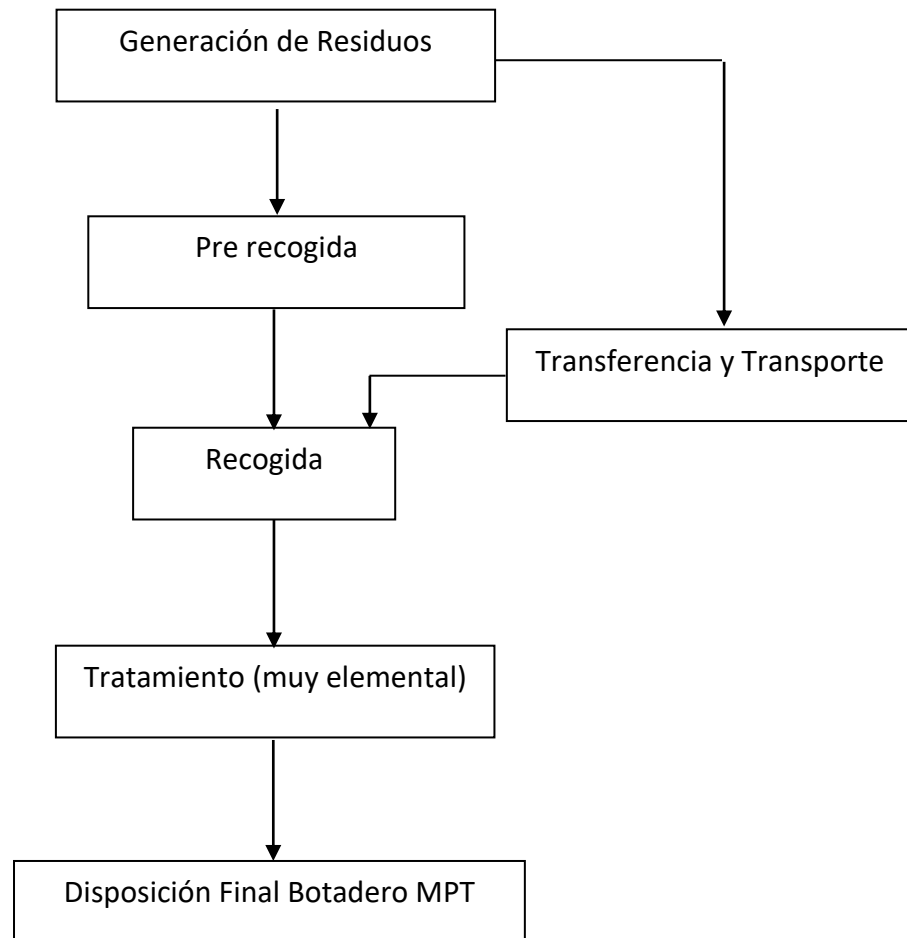 Generación de Residuos
Pre recogida
Transferencia y Transporte
Recogida
Tratamiento (muy elemental)
Disposición Final Botadero MPT